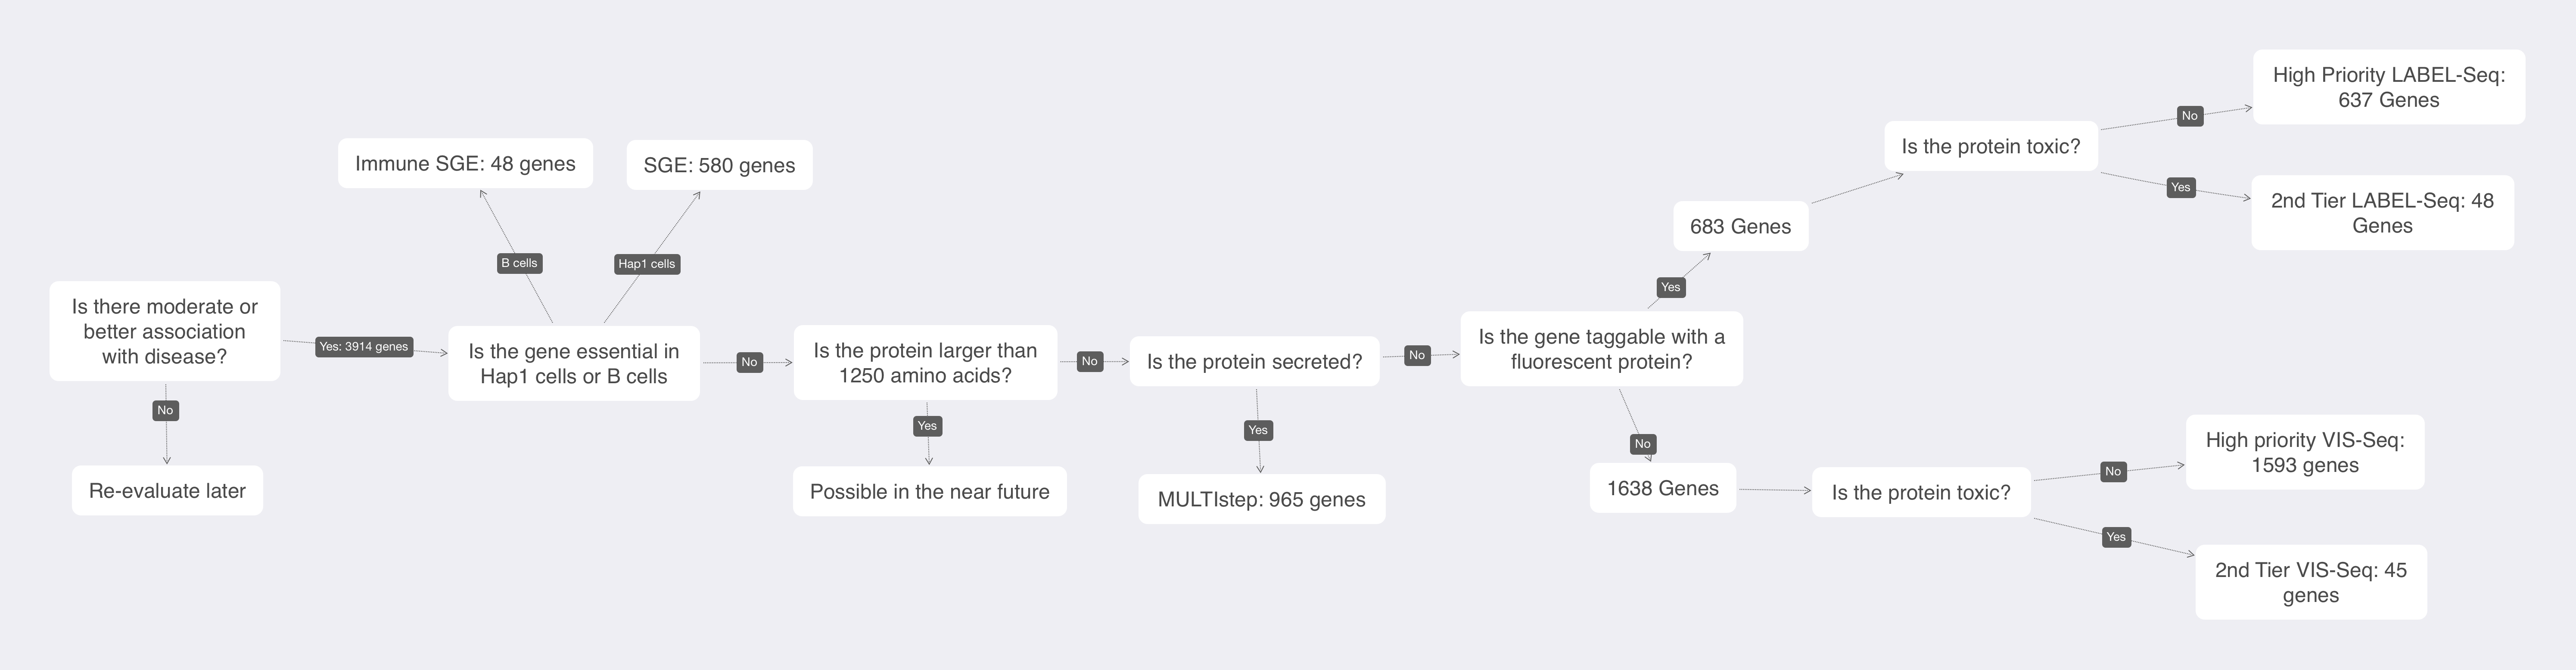 Is there moderate or
better association
with disease?
No
Re-evaluate later
Yes: 3914 genes
Is the gene essential in
Hap1 cells or B cells
B cells
Immune SGE: 48 genes
Hap1 cells
SGE: 580 genes
No
Is the protein larger than
1250 amino acids?
Yes
Possible in the near future
No
Is the protein secreted?
Yes
MULTIstep: 965 genes
No
Is the gene taggable with a
fluorescent protein?
Yes
683 Genes
Is the protein toxic?
No
High Priority LABEL-Seq:
637 Genes
Yes
2nd Tier LABEL-Seq: 48
Genes
No
1638 Genes
Is the protein toxic?
No
High priority VIS-Seq:
1593 genes
Yes
2nd Tier VIS-Seq: 45
genes